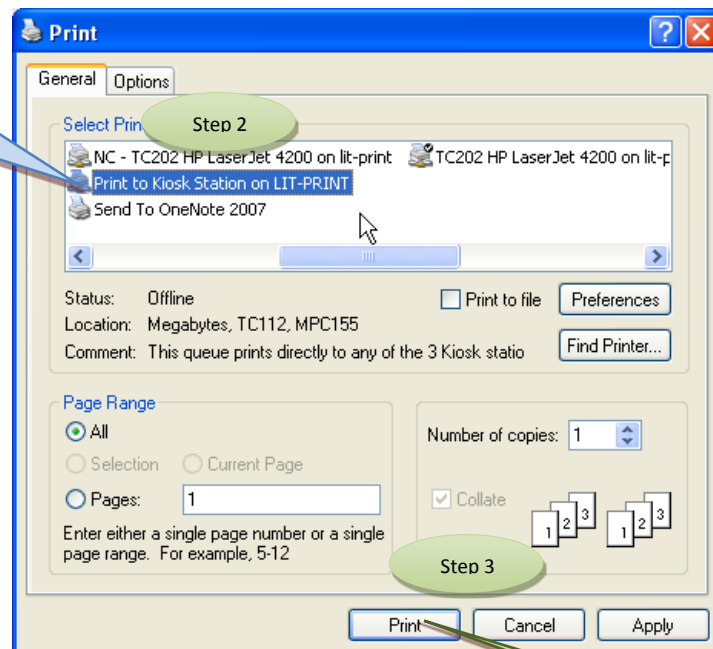 Print
General Options
Select Prin
Step 2
NC - TC202 HP LaserJet 4200 on lit-print TC202 HP LaserJet 4200 on lit-p
Print to Kiosk Station on LIT-PRINT
Send To OneNote 2007
Status: Offline
Print to file
Preferences
Location: Megabytes, TC112, MPC155
Comment: This queue prints directly to any of the 3 Kiosk statio
Find Printer...
Page Range
All
Selection Current Page
Pages: 1
Enter either a single page number or a single
page range. For example, 5-12
Number of copies: 1
Collate
1 2 3 1 2 3
Step 3
Print Cancel Apply